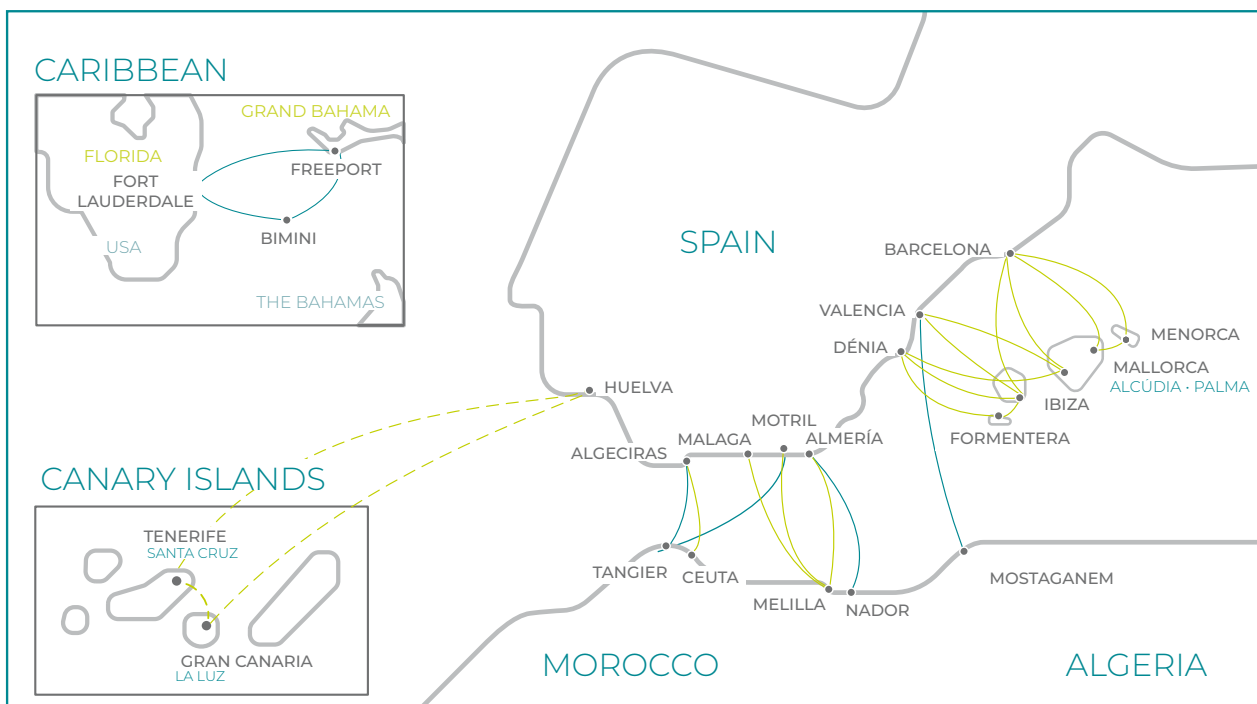 CARIBBEAN
GRAND BAHAMA
FLORIDA
FREEPORT
FORT
LAUDERDALE
BIMINI
USA
THE BAHAMAS
SPAIN
BARCELONA
VALENCIA
DÉNIA
MENORCA
MALLORCA
ALCÚDIA · PALMA
IBIZA
FORMENTERA
HUELVA
MOTRIL
MALAGA
ALMERÍA
ALGECIRAS
CANARY ISLANDS
TENERIFE
SANTA CRUZ
GRAN CANARIA
LA LUZ
TANGIER
CEUTA
MELILLA
NADOR
MOSTAGANEM
MOROCCO
ALGERIA